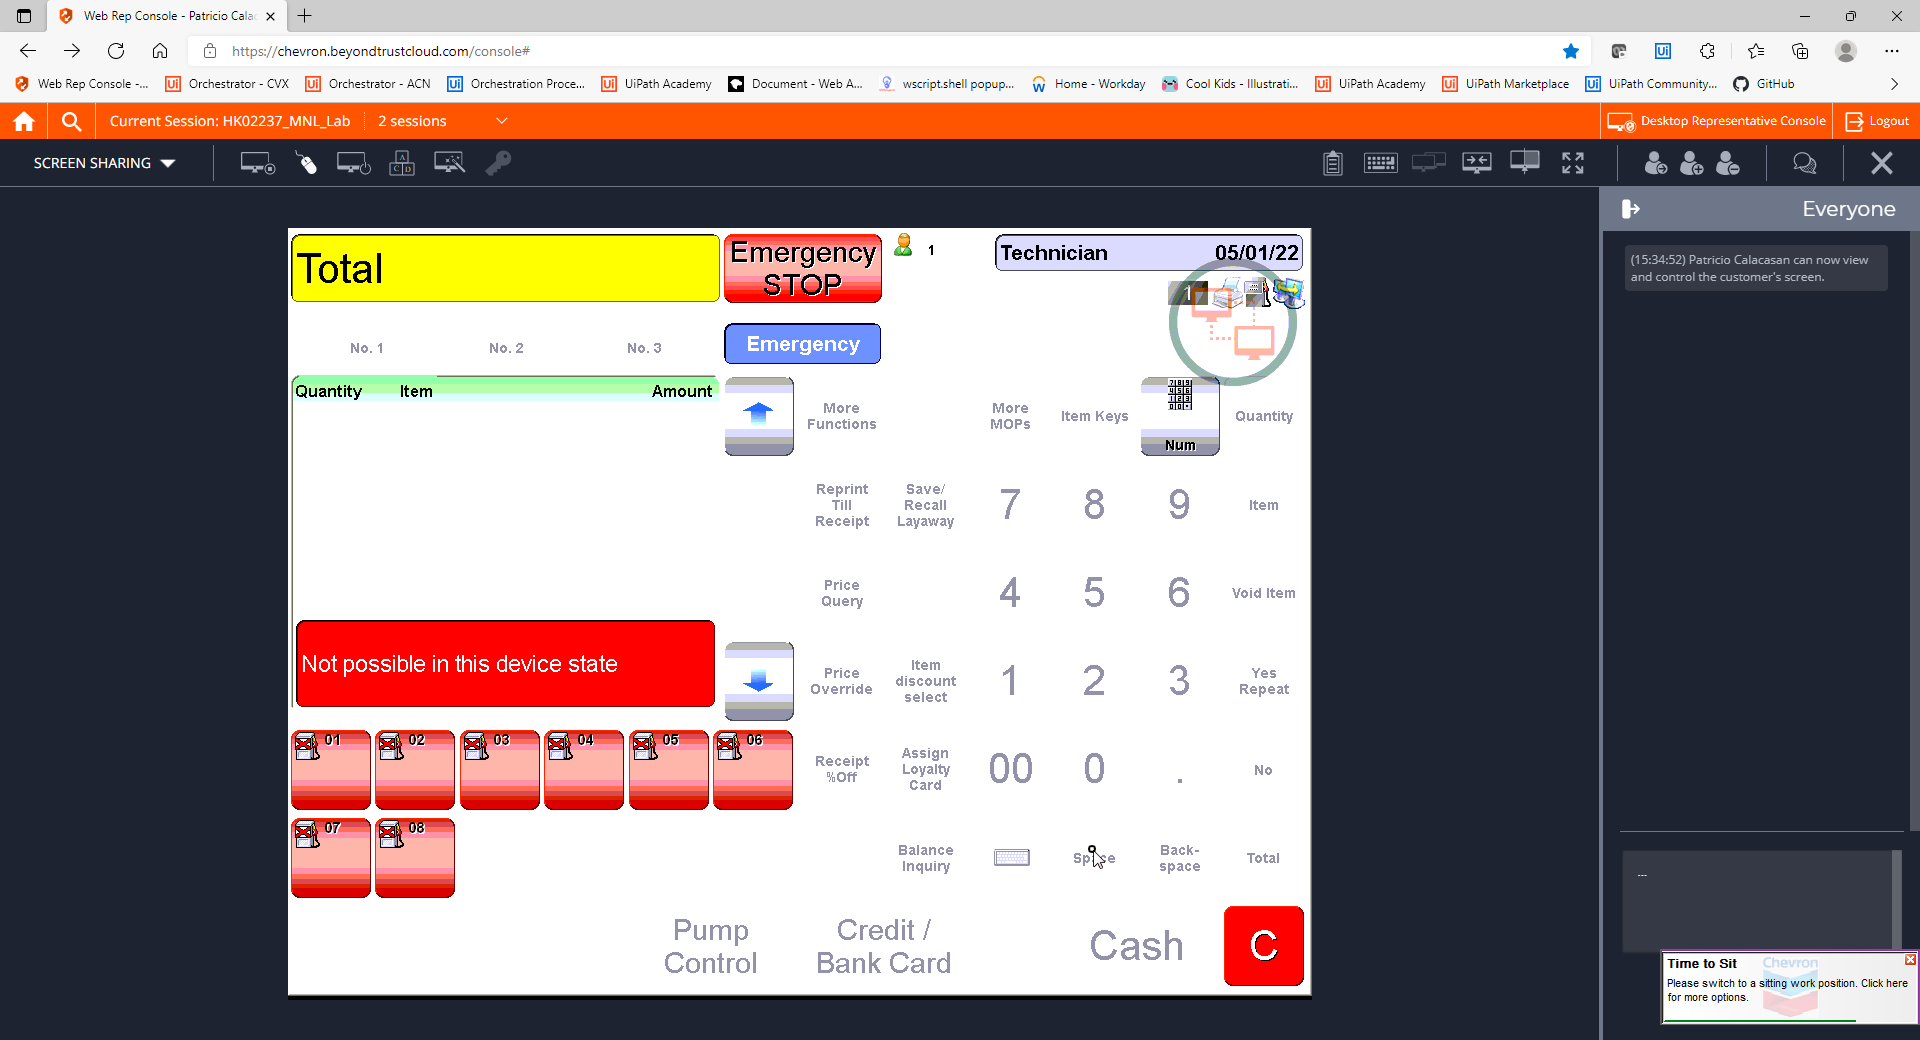 Web Rep Console - Patricio Cala
https://chevron.beyondtrustcloud.com/console#
Web Rep Console -...
Orchestrator - CVX
Orchestrator - ACN
Orchestration Proce...
UiPath Academy
Document - Web A...
wscript.shell popup...
Home - Workday
Cool Kids - Illustrati...
UiPath Academy
UiPath Marketplace
UiPath Community...
GitHub
Current Session: HK02237_MNL_Lab
2 sessions
Desktop Representative Console
Logout
SCREEN SHARING
Everyone
(15:34:52) Patricio Calacasan can now view
and control the customer's screen.
Total
Emergency
STOP
1
Technician 05/01/22
1
No. 1 No. 2 No. 3
Emergency
Quantity Item Amount
More
Functions
More
MOPs
Item Keys
Num
Quantity
Reprint
Till
Receipt
Save/
Recall
Layaway
7 8 9
Item
Price
Query
4 5 6
Void Item
Not possible in this device state
Price
Override
Item
discount
select
1 2 3
Yes
Repeat
01 02 03 04 05 06
Receipt
%Off
Assign
Loyalty
Card
00 0 .
No
07 08
Balance
Inquiry
Space
Back-
space
Total
Pump
Control
Credit /
Bank Card
Cash
C
...
Time to Sit
Chevron
Please switch to a sitting work position. Click here
for more options.